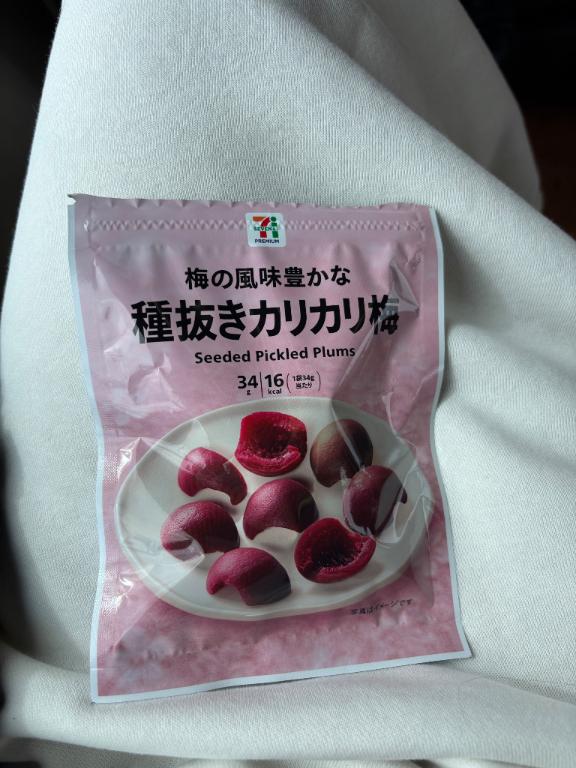 7
SEVEN i
PREMIUM
梅の風味豊かな
種抜きカリカリ梅
Seeded Pickled Plums
34g|16kcal(1袋34g当たり)
写真はイメージです